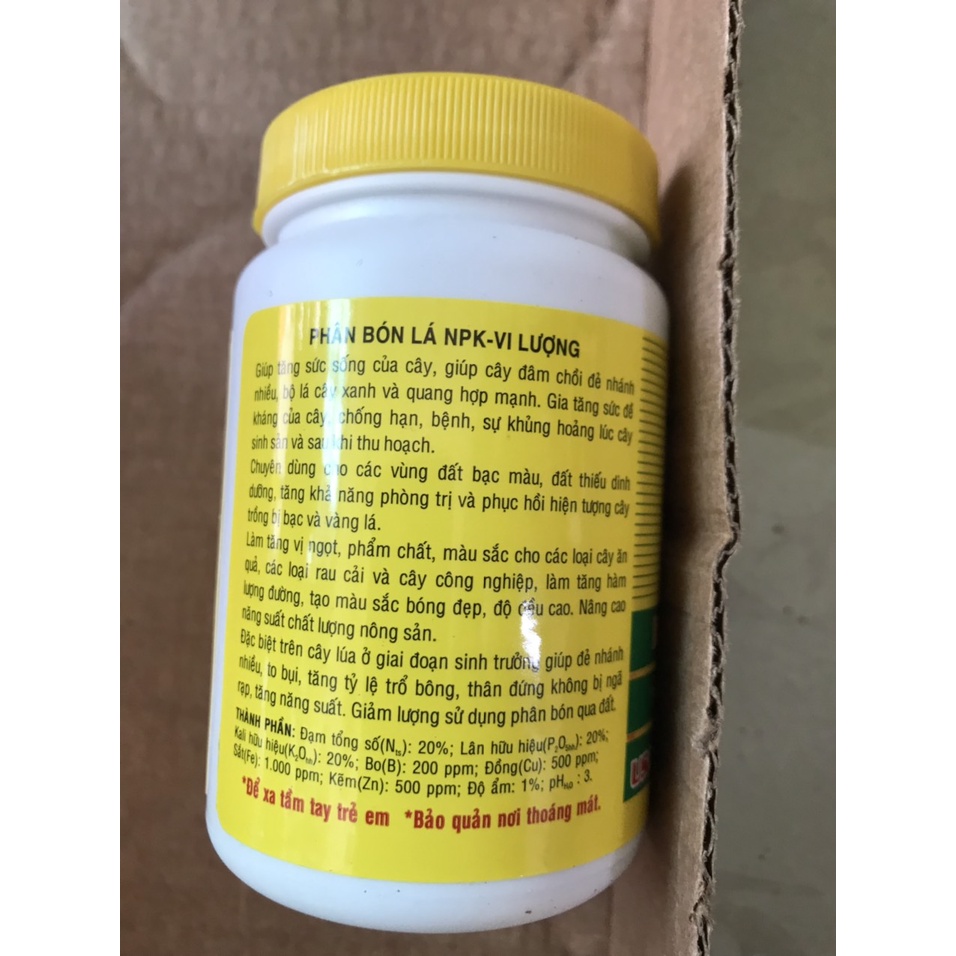 PHÂN BÓN LÁ NPK-VI LƯỢNG
Giúp tăng sức sống của cây, giúp cây đâm chồi đẻ nhánh
nhiều, bộ lá cây xanh và quang hợp mạnh. Gia tăng sức đề
kháng của cây, chống hạn, bệnh, sự khủng hoảng lúc cây
sinh sản và sau khi thu hoạch.
Chuyên dùng cho các vùng đất bạc màu, đất thiếu dinh
dưỡng, tăng khả năng phòng trị và phục hồi hiện tượng cây
trồng bị bạc và vàng lá.
Làm tăng vị ngọt, phẩm chất, màu sắc cho các loại cây ăn
quả, các loại rau cải và cây công nghiệp, làm tăng hàm
lượng đường, tạo màu sắc bóng đẹp, độ đều cao. Nâng cao
năng suất chất lượng nông sản.
Đặc biệt trên cây lúa ở giai đoạn sinh trưởng giúp đẻ nhánh
nhiều, to bụi, tăng tỷ lệ trổ bông, thân đứng không bị ngã
rạp, tăng năng suất. Giảm lượng sử dụng phân bón qua đất.
THÀNH PHẦN: Đạm tổng số(Nts): 20%; Lân hữu hiệu(P₂O₅hh): 20%;
Kali hữu hiệu(K₂Ohh): 20%; Bo(B): 200 ppm; Đồng(Cu): 500 ppm;
Sắt(Fe): 1.000 ppm; Kẽm(Zn): 500 ppm; Độ ẩm: 1%; pHH₂O : 3.
*Để xa tầm tay trẻ em *Bảo quản nơi thoáng mát.